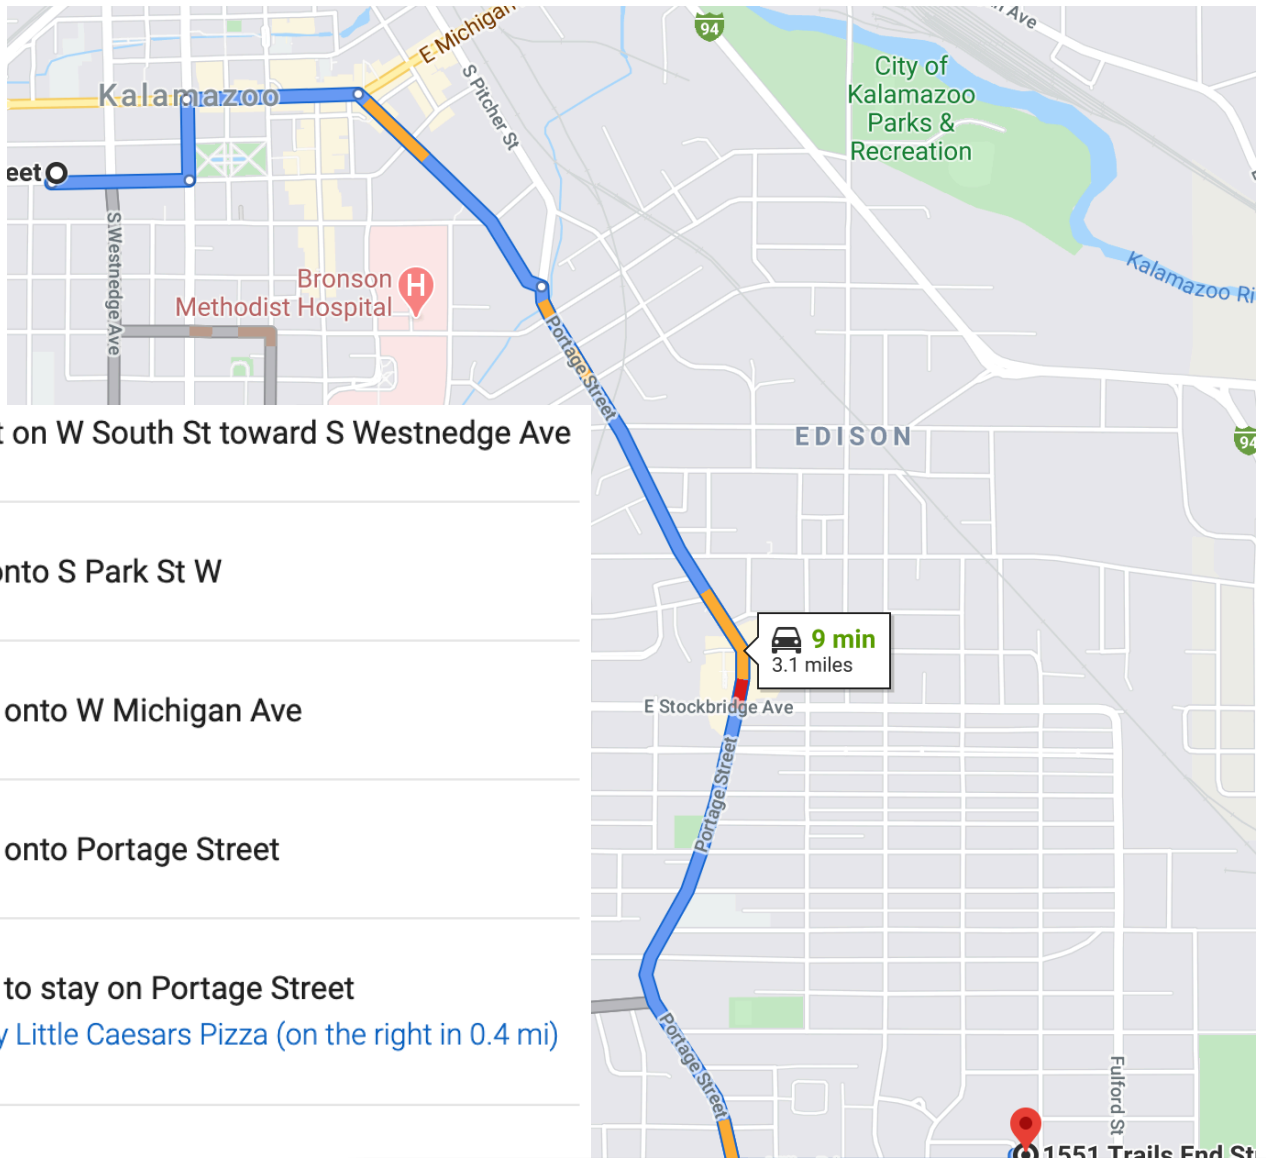 E Michigan
94
n Ave
S Pitcher St
City of
Kalamazoo
Parks &
Recreation
Kalamazoo
eet
S Westnedge Ave
Bronson
Methodist Hospital
H
Kalamazoo Ri
Portage Street
EDISON
94
t on W South St toward S Westnedge Ave
onto S Park St W
onto W Michigan Ave
onto Portage Street
to stay on Portage Street
y Little Caesars Pizza (on the right in 0.4 mi)
9 min
3.1 miles
E Stockbridge Ave
Portage Street
Portage Street
Fulford St
1551 Trails End St